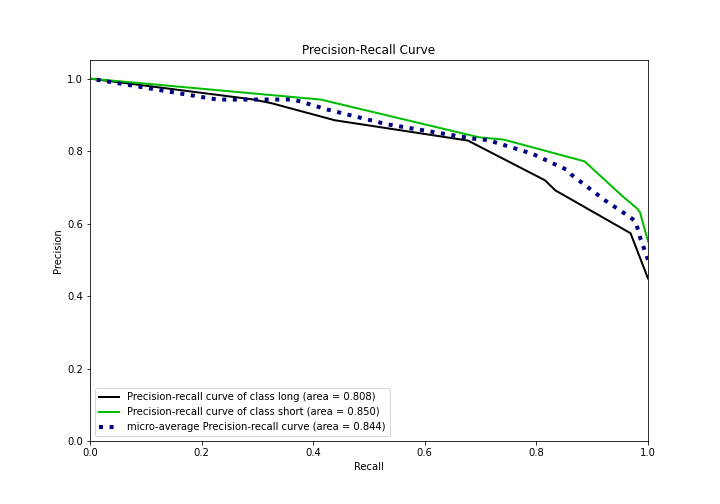 Precision-Recall Curve
1.0
0.8
0.6
0.4
0.2
0.0
Precision
Precision-recall curve of class long (area = 0.808)
Precision-recall curve of class short (area = 0.850)
micro-average Precision-recall curve (area = 0.844)
0.0 0.2 0.4 0.6 0.8 1.0
Recall